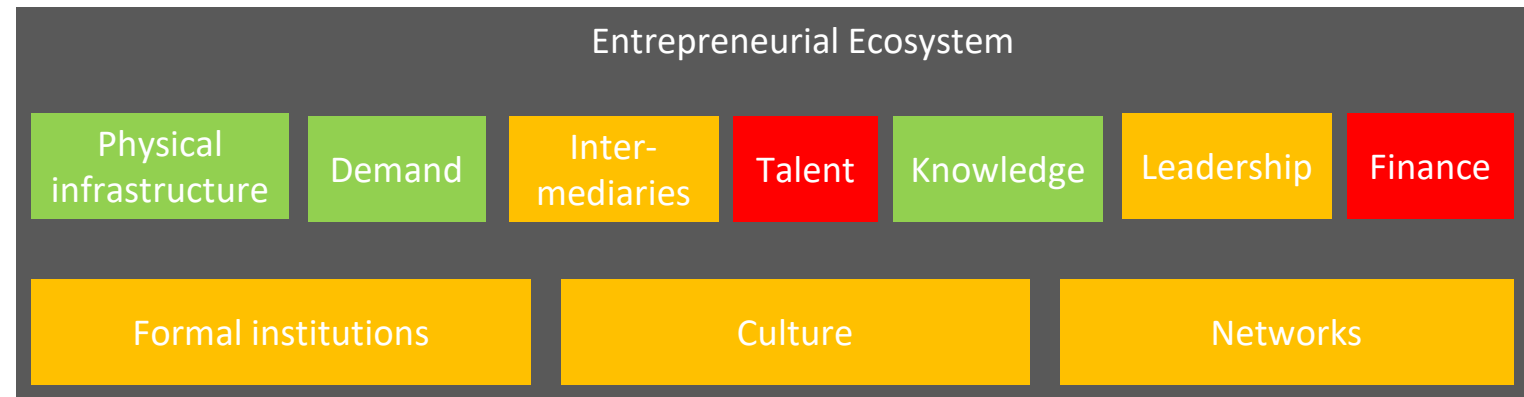 Entrepreneurial Ecosystem
Physical
infrastructure
Demand
Inter-
mediaries
Talent
Knowledge
Leadership
Finance
Formal institutions
Culture
Networks